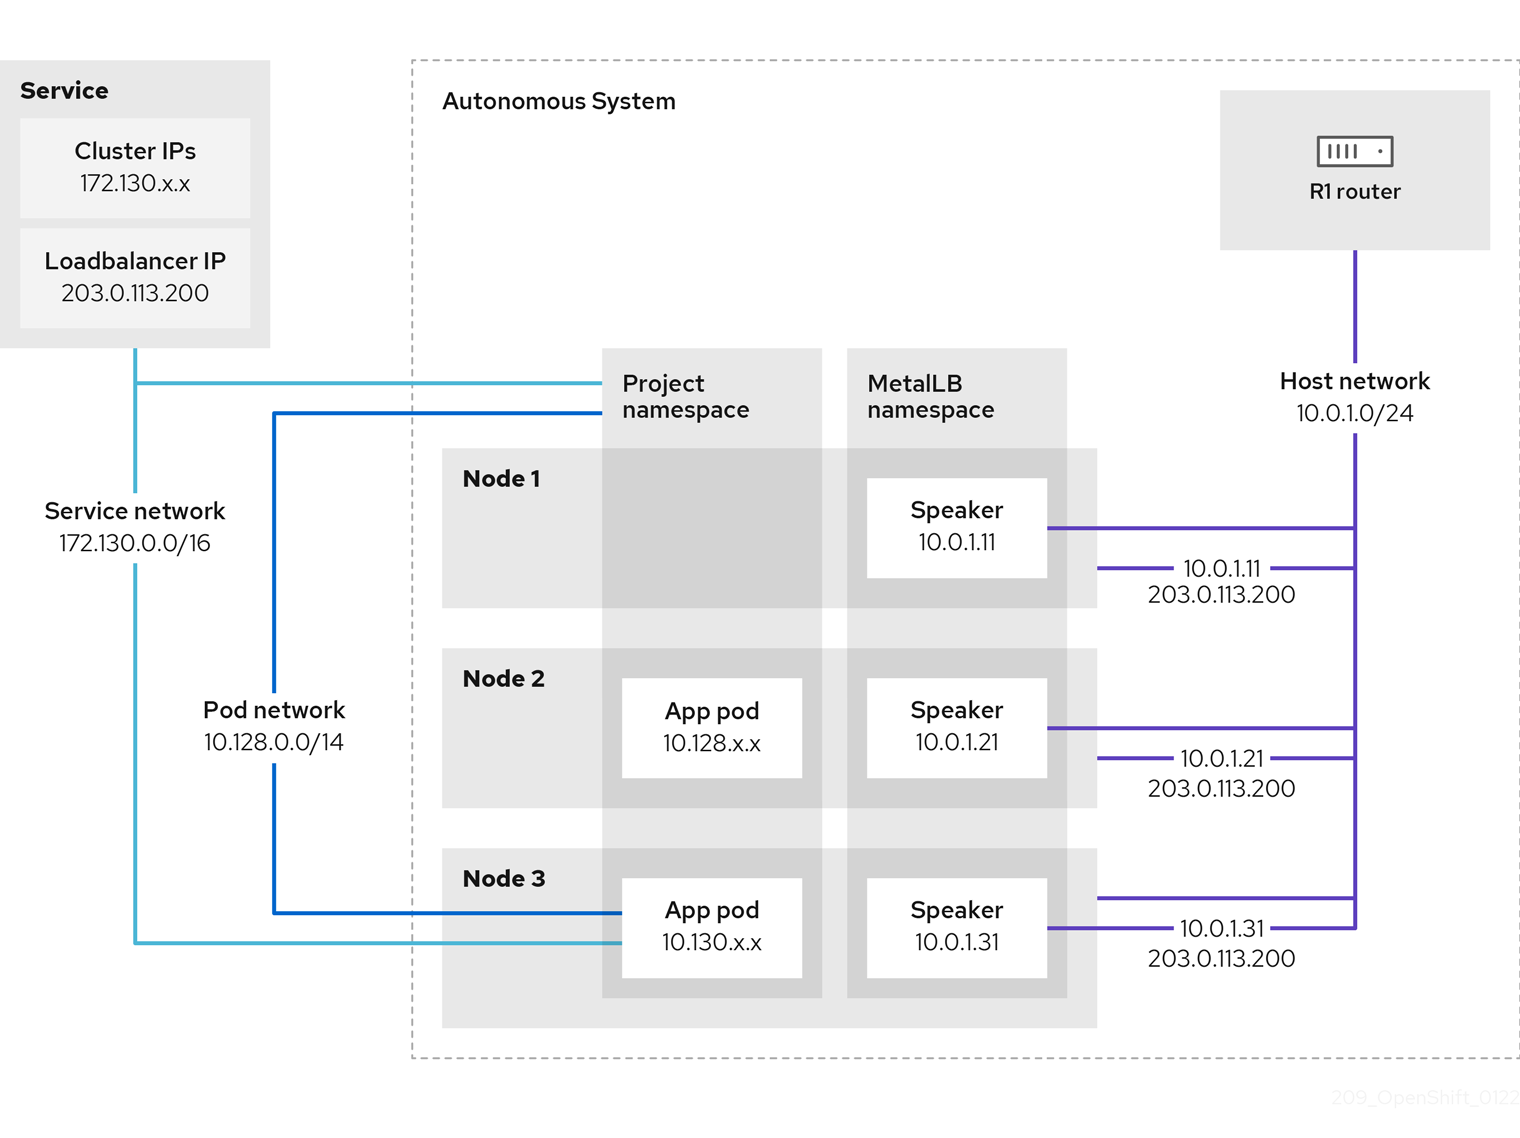 Service
Cluster IPs
172.130.x.x
Loadbalancer IP
203.0.113.200
Autonomous System
R1 router
Project
namespace
MetalLB
namespace
Host network
10.0.1.0/24
Node 1
Speaker
10.0.1.11
10.0.1.11
203.0.113.200
Service network
172.130.0.0/16
Node 2
App pod
10.128.x.x
Speaker
10.0.1.21
10.0.1.21
203.0.113.200
Pod network
10.128.0.0/14
Node 3
App pod
10.130.x.x
Speaker
10.0.1.31
10.0.1.31
203.0.113.200
209_OpenShift_0122